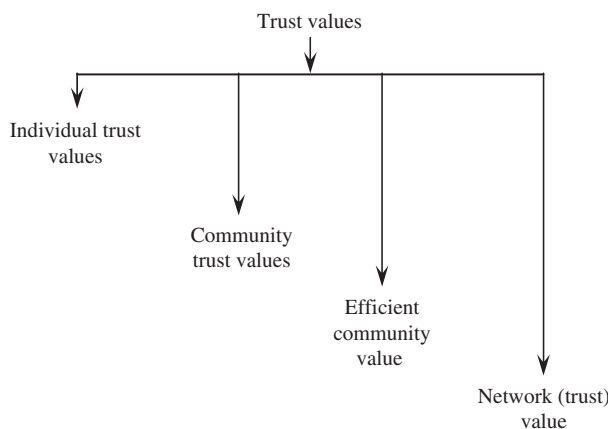 Trust values
Individual trust
values
Community
trust values
Efficient
community
value
Network (trust)
value